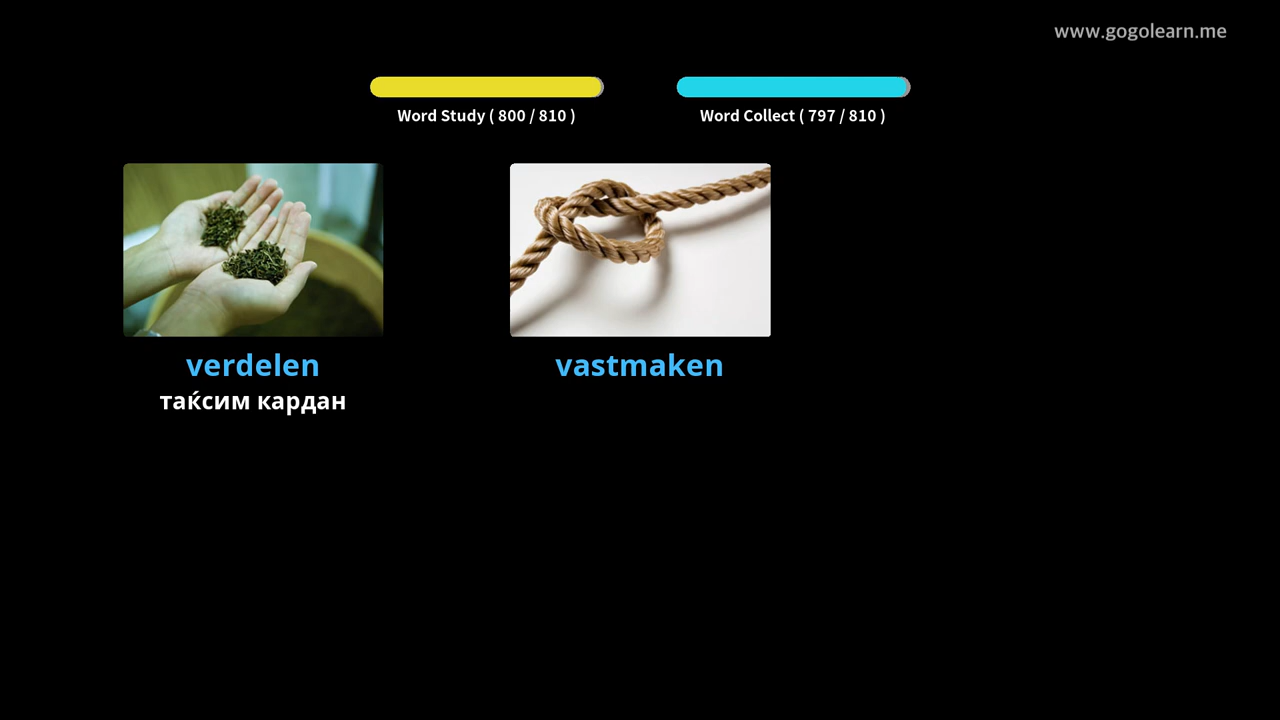 www.gogolearn.me
Word Study ( 800 / 810 )
Word Collect ( 797 / 810 )
verdelen
vastmaken
таќсим кардан